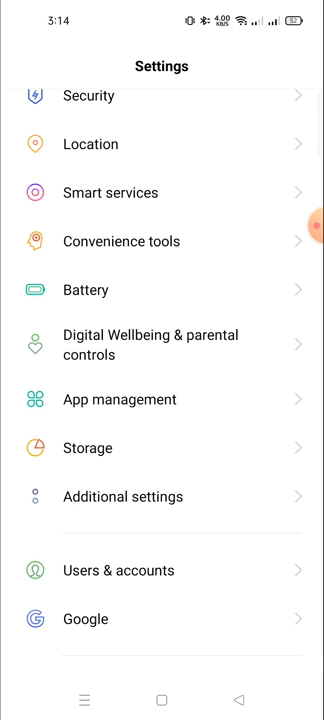 3:14
4.00
KB/S
52
Settings
Security
Location
Smart services
Convenience tools
Battery
Digital Wellbeing & parental
controls
App management
Storage
Additional settings
Users & accounts
Google